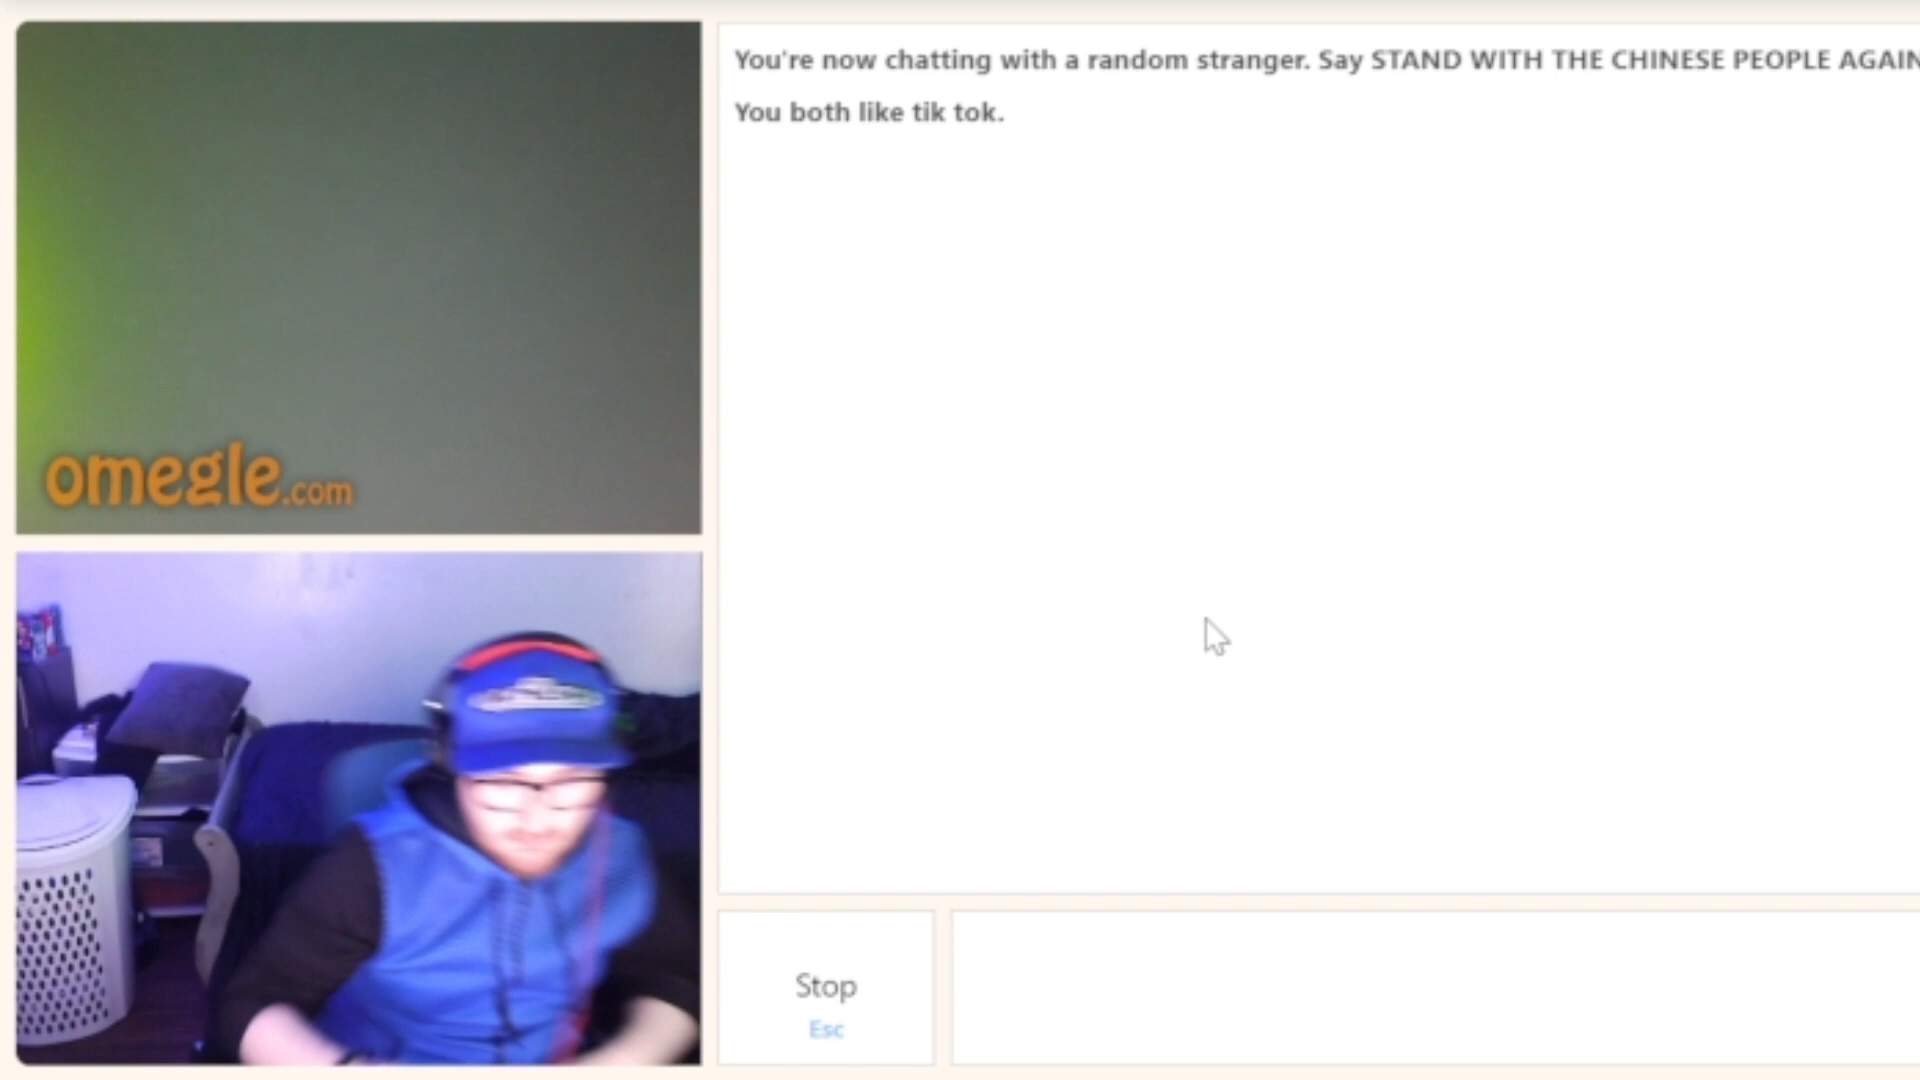 You're now chatting with a random stranger. Say STAND WITH THE CHINESE PEOPLE
You both like tik tok.
omegle.com
Stop
Esc